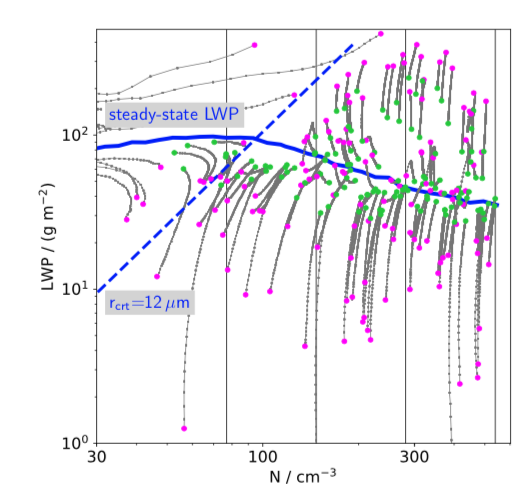 10²
steady-state LWP
LWP / (g m⁻²)
10¹
r_crt=12 μm
10⁰
30
100
300
N / cm⁻³